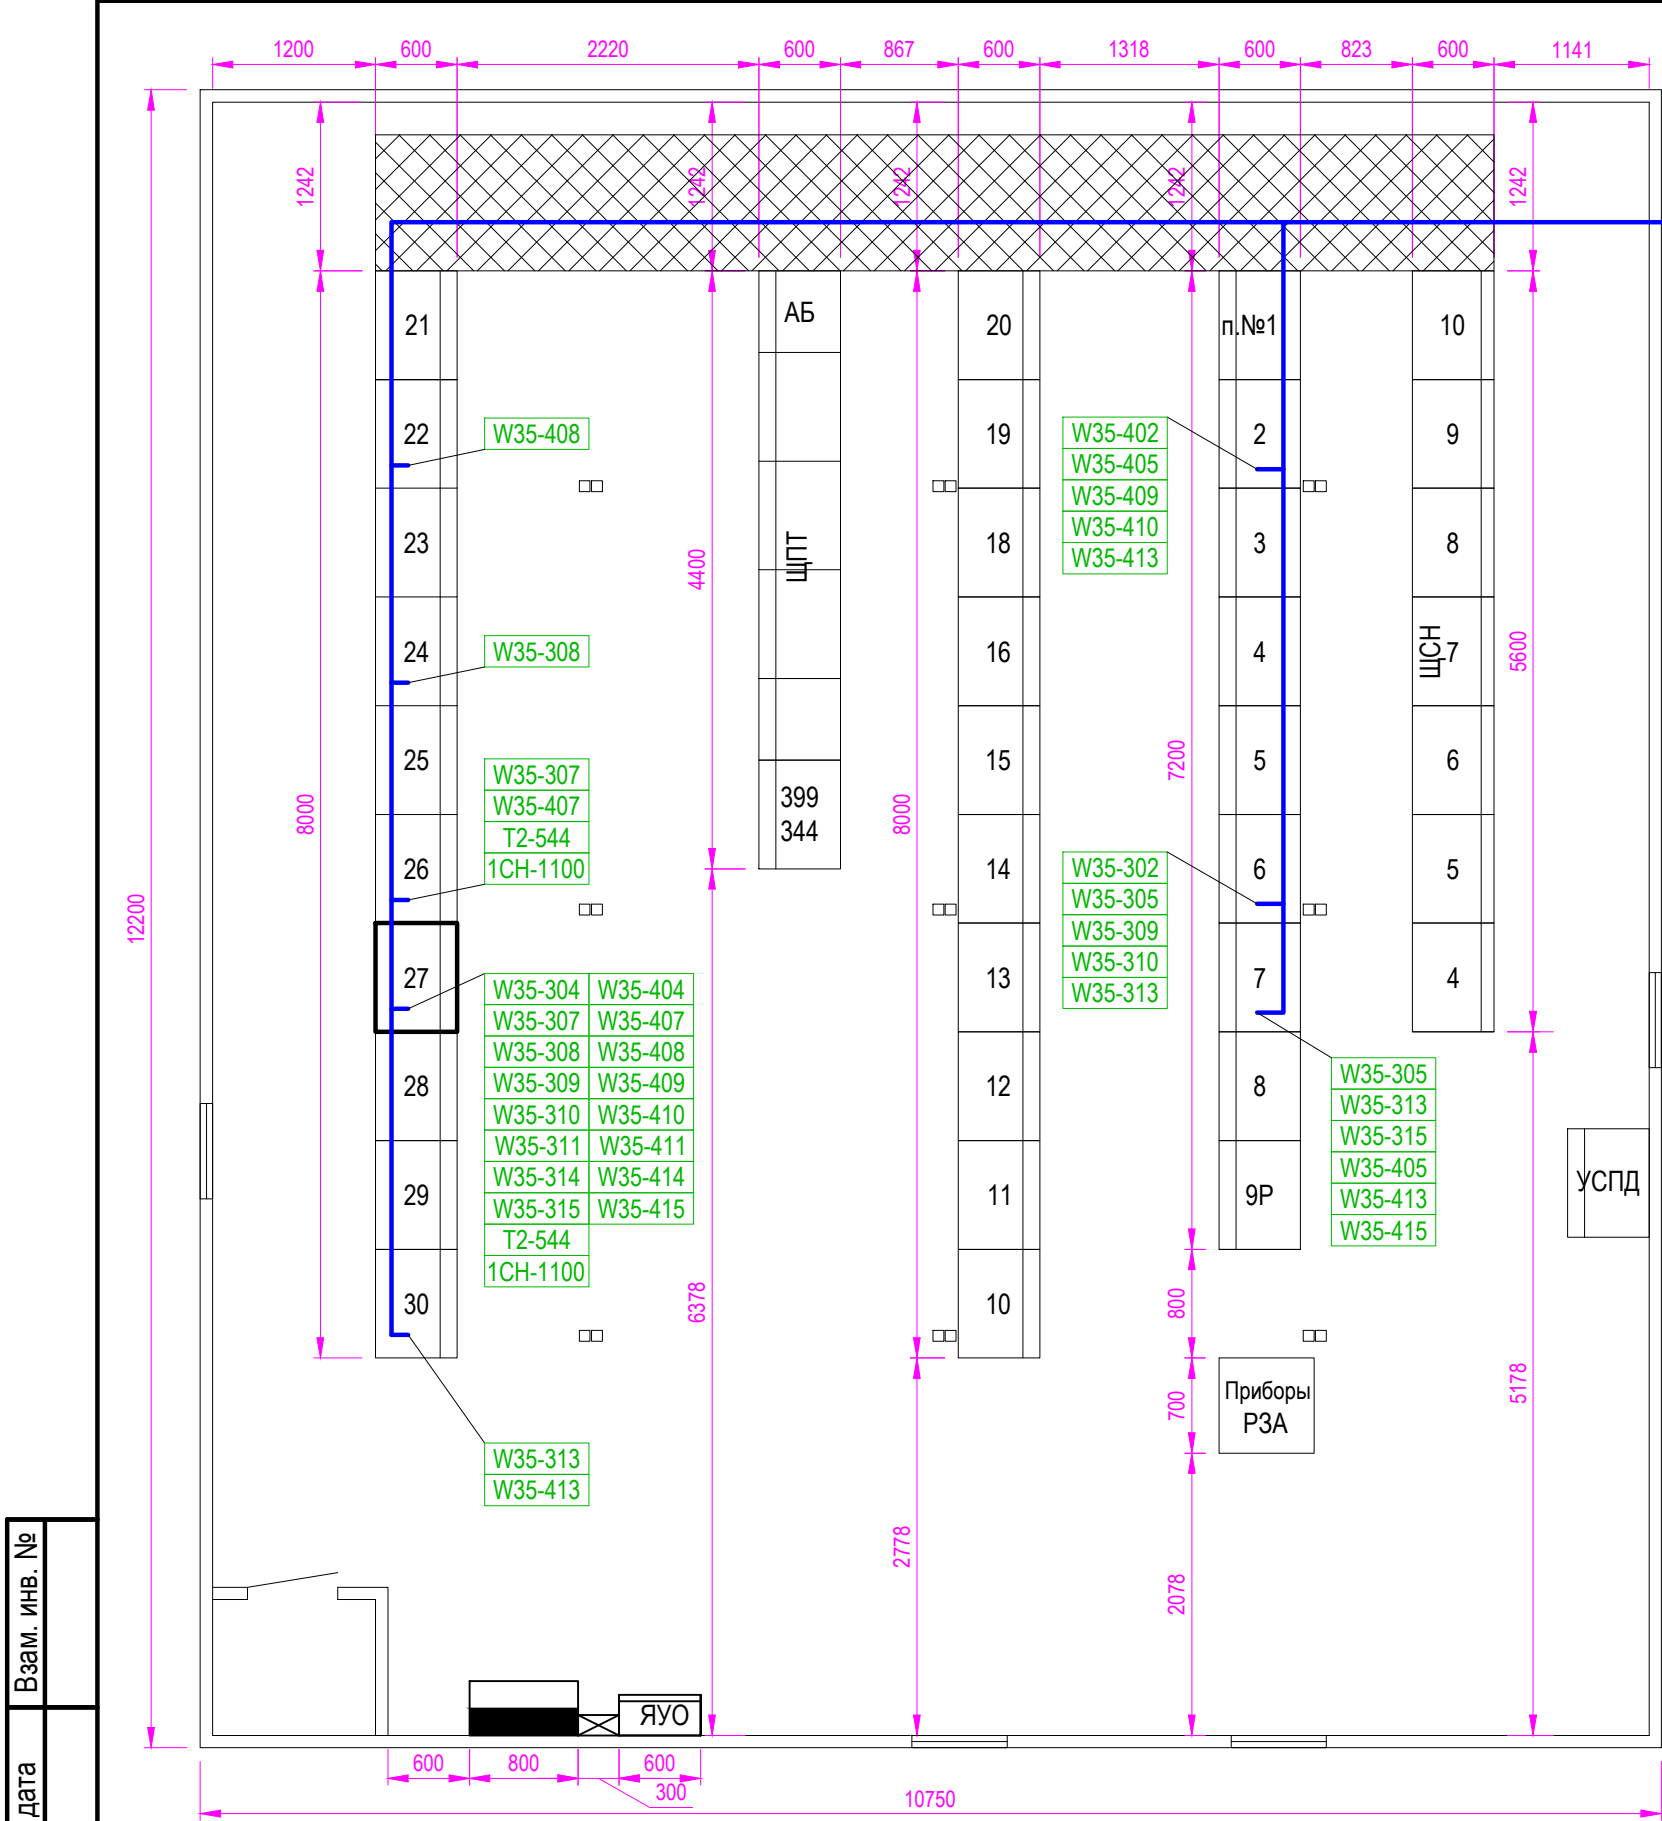 1200 600 2220 600 867 600 1318 600 823 600 1141
1242 1242 1242 1242 1242
21 АБ 20 п.№1 10
22 W35-408 19 W35-402 2 9
W35-405
W35-409
W35-410
W35-413
23 ЩПТ 18 3 8
4400
24 W35-308 16 4 ЩСН 7 5600
25 15 7200 5 6
W35-307
W35-407
Т2-544
1СН-1100
8000 399 8000
344
26 14 6 5
W35-302
W35-305
W35-309
W35-310
W35-313
12200
27 13 7 4
W35-304 W35-404
W35-307 W35-407
W35-308 W35-408
W35-309 W35-409
W35-310 W35-410
W35-311 W35-411
W35-314 W35-414
W35-315 W35-415
Т2-544
1СН-1100
28 12 8
W35-305
W35-313
W35-315
W35-405
W35-413
W35-415
29 11 9Р УСПД
30 6378 10 800
5178
700 Приборы
РЗА
W35-313
W35-413
2778 2078
Взам. инв. №
ЯУО
дата
600 800 600
300
10750